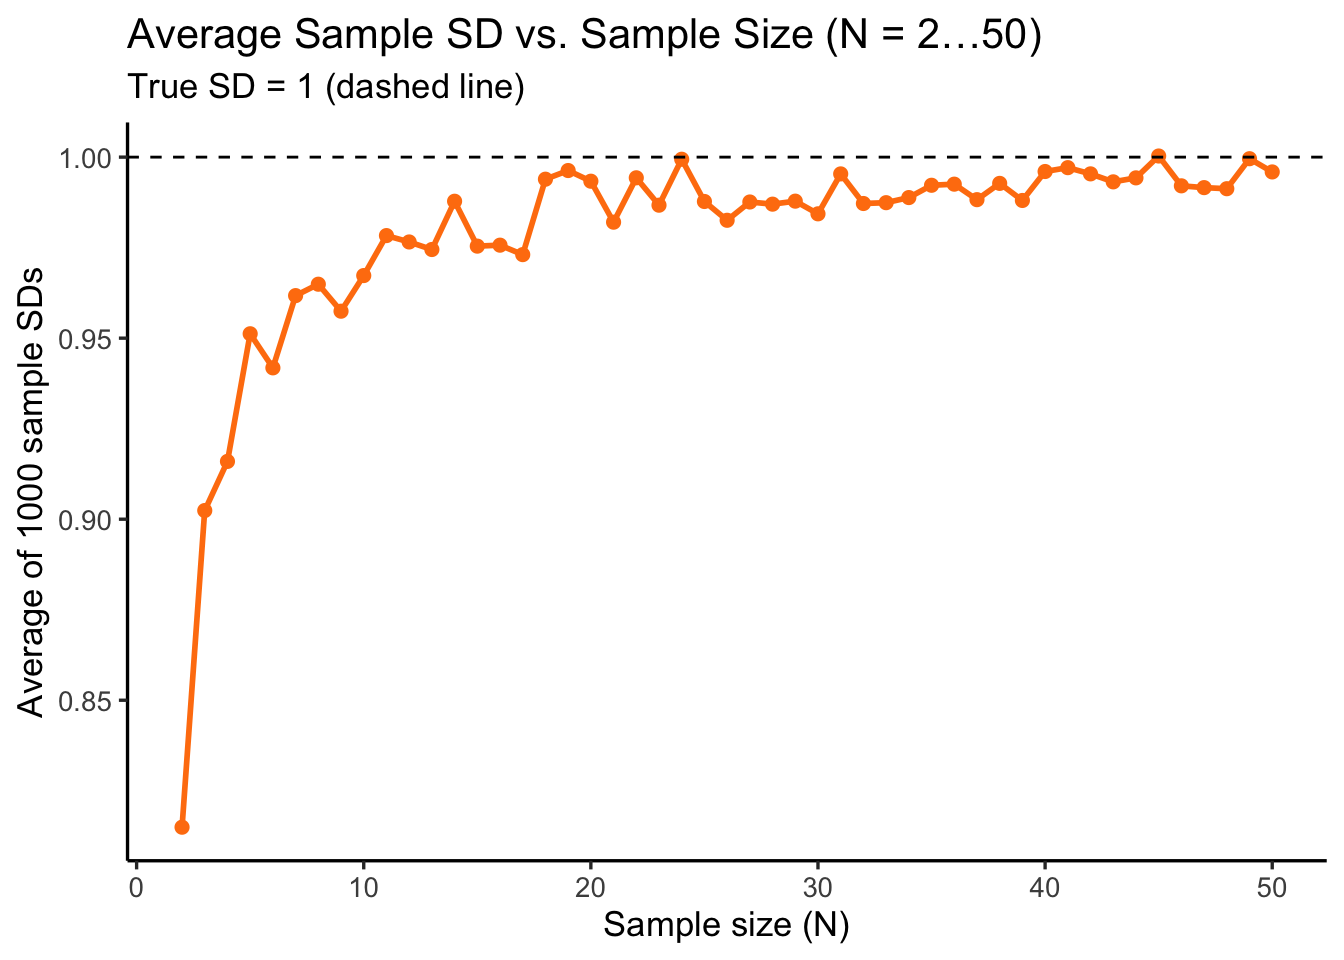 Average Sample SD vs. Sample Size (N = 2…50)
True SD = 1 (dashed line)
Average of 1000 sample SDs
1.00
0.95
0.90
0.85
0 10 20 30 40 50
Sample size (N)